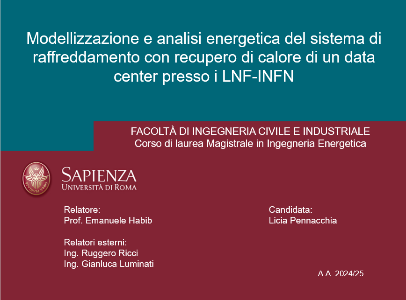 Modellizzazione e analisi energetica del sistema di
raffreddamento con recupero di calore di un data
center presso i LNF-INFN
FACOLTÀ DI INGEGNERIA CIVILE E INDUSTRIALE
Corso di laurea Magistrale in Ingegneria Energetica
SAPIENZA
UNIVERSITÀ DI ROMA
Relatore:
Prof. Emanuele Habib
Candidata:
Licia Pennacchia
Relatori esterni:
Ing. Ruggero Ricci
Ing. Gianluca Luminati
A.A. 2024/25